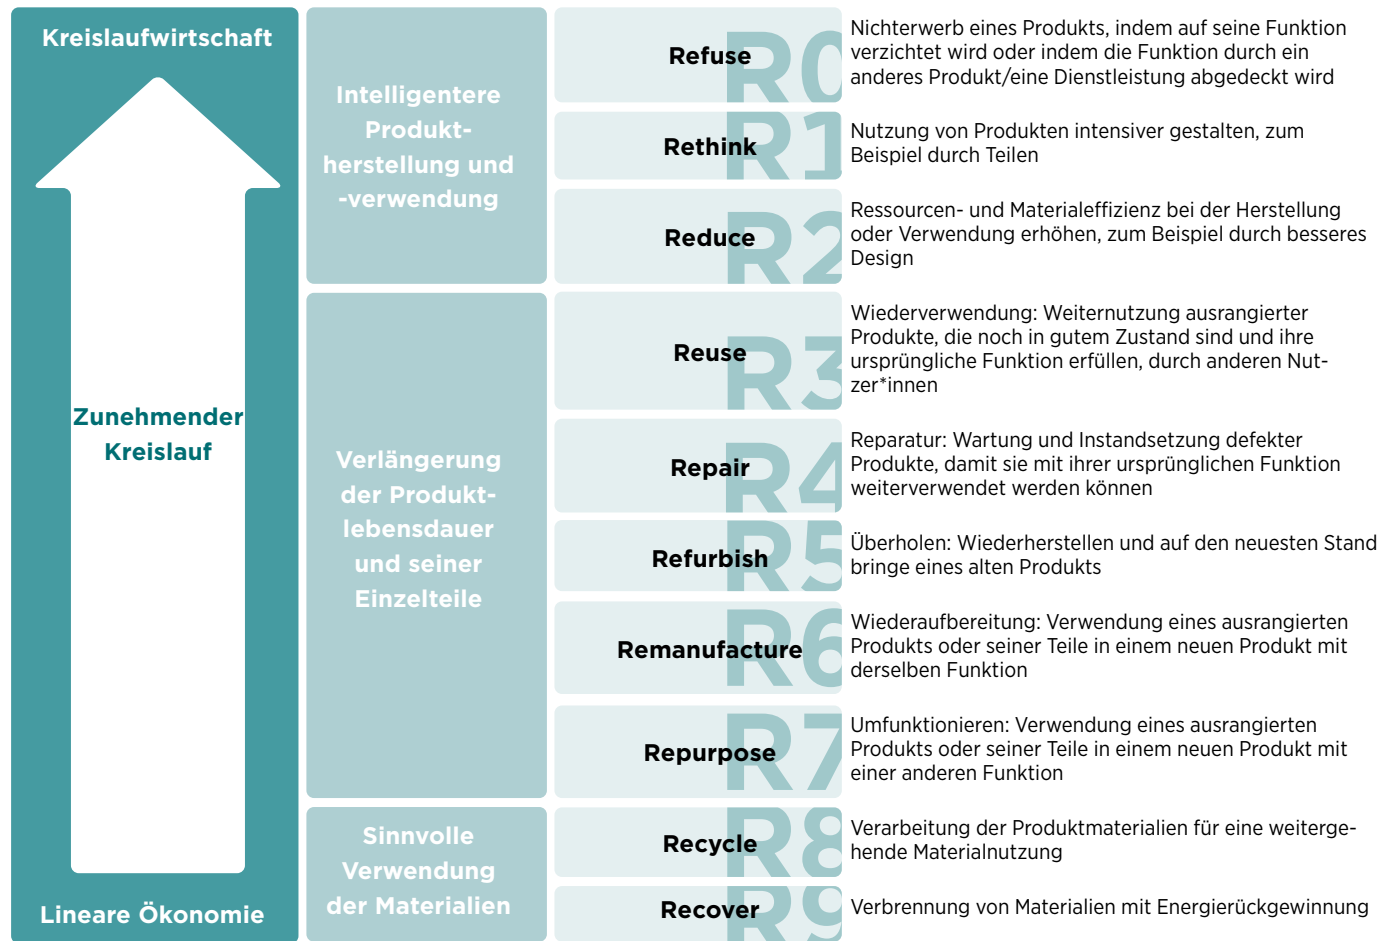 Kreislaufwirtschaft
Zunehmender
Kreislauf
Lineare Ökonomie
Intelligentere
Produkt-
herstellung und
-verwendung
Refuse
R0
Nichterwerb eines Produkts, indem auf seine Funktion
verzichtet wird oder indem die Funktion durch ein
anderes Produkt/eine Dienstleistung abgedeckt wird
Rethink
R1
Nutzung von Produkten intensiver gestalten, zum
Beispiel durch Teilen
Reduce
R2
Ressourcen- und Materialeffizienz bei der Herstellung
oder Verwendung erhöhen, zum Beispiel durch besseres
Design
Verlängerung
der Produkt-
lebensdauer
und seiner
Einzelteile
Reuse
R3
Wiederverwendung: Weiternutzung ausrangierter
Produkte, die noch in gutem Zustand sind und ihre
ursprüngliche Funktion erfüllen, durch anderen Nut-
zer*innen
Repair
R4
Reparatur: Wartung und Instandsetzung defekter
Produkte, damit sie mit ihrer ursprünglichen Funktion
weiterverwendet werden können
Refurbish
R5
Überholen: Wiederherstellen und auf den neuesten Stand
bringe eines alten Produkts
Remanufacture
R6
Wiederaufbereitung: Verwendung eines ausrangierten
Produkts oder seiner Teile in einem neuen Produkt mit
derselben Funktion
Repurpose
R7
Umfunktionieren: Verwendung eines ausrangierten
Produkts oder seiner Teile in einem neuen Produkt mit
einer anderen Funktion
Sinnvolle
Verwendung
der Materialien
Recycle
R8
Verarbeitung der Produktmaterialien für eine weiterge-
hende Materialnutzung
Recover
R9
Verbrennung von Materialien mit Energierückgewinnung